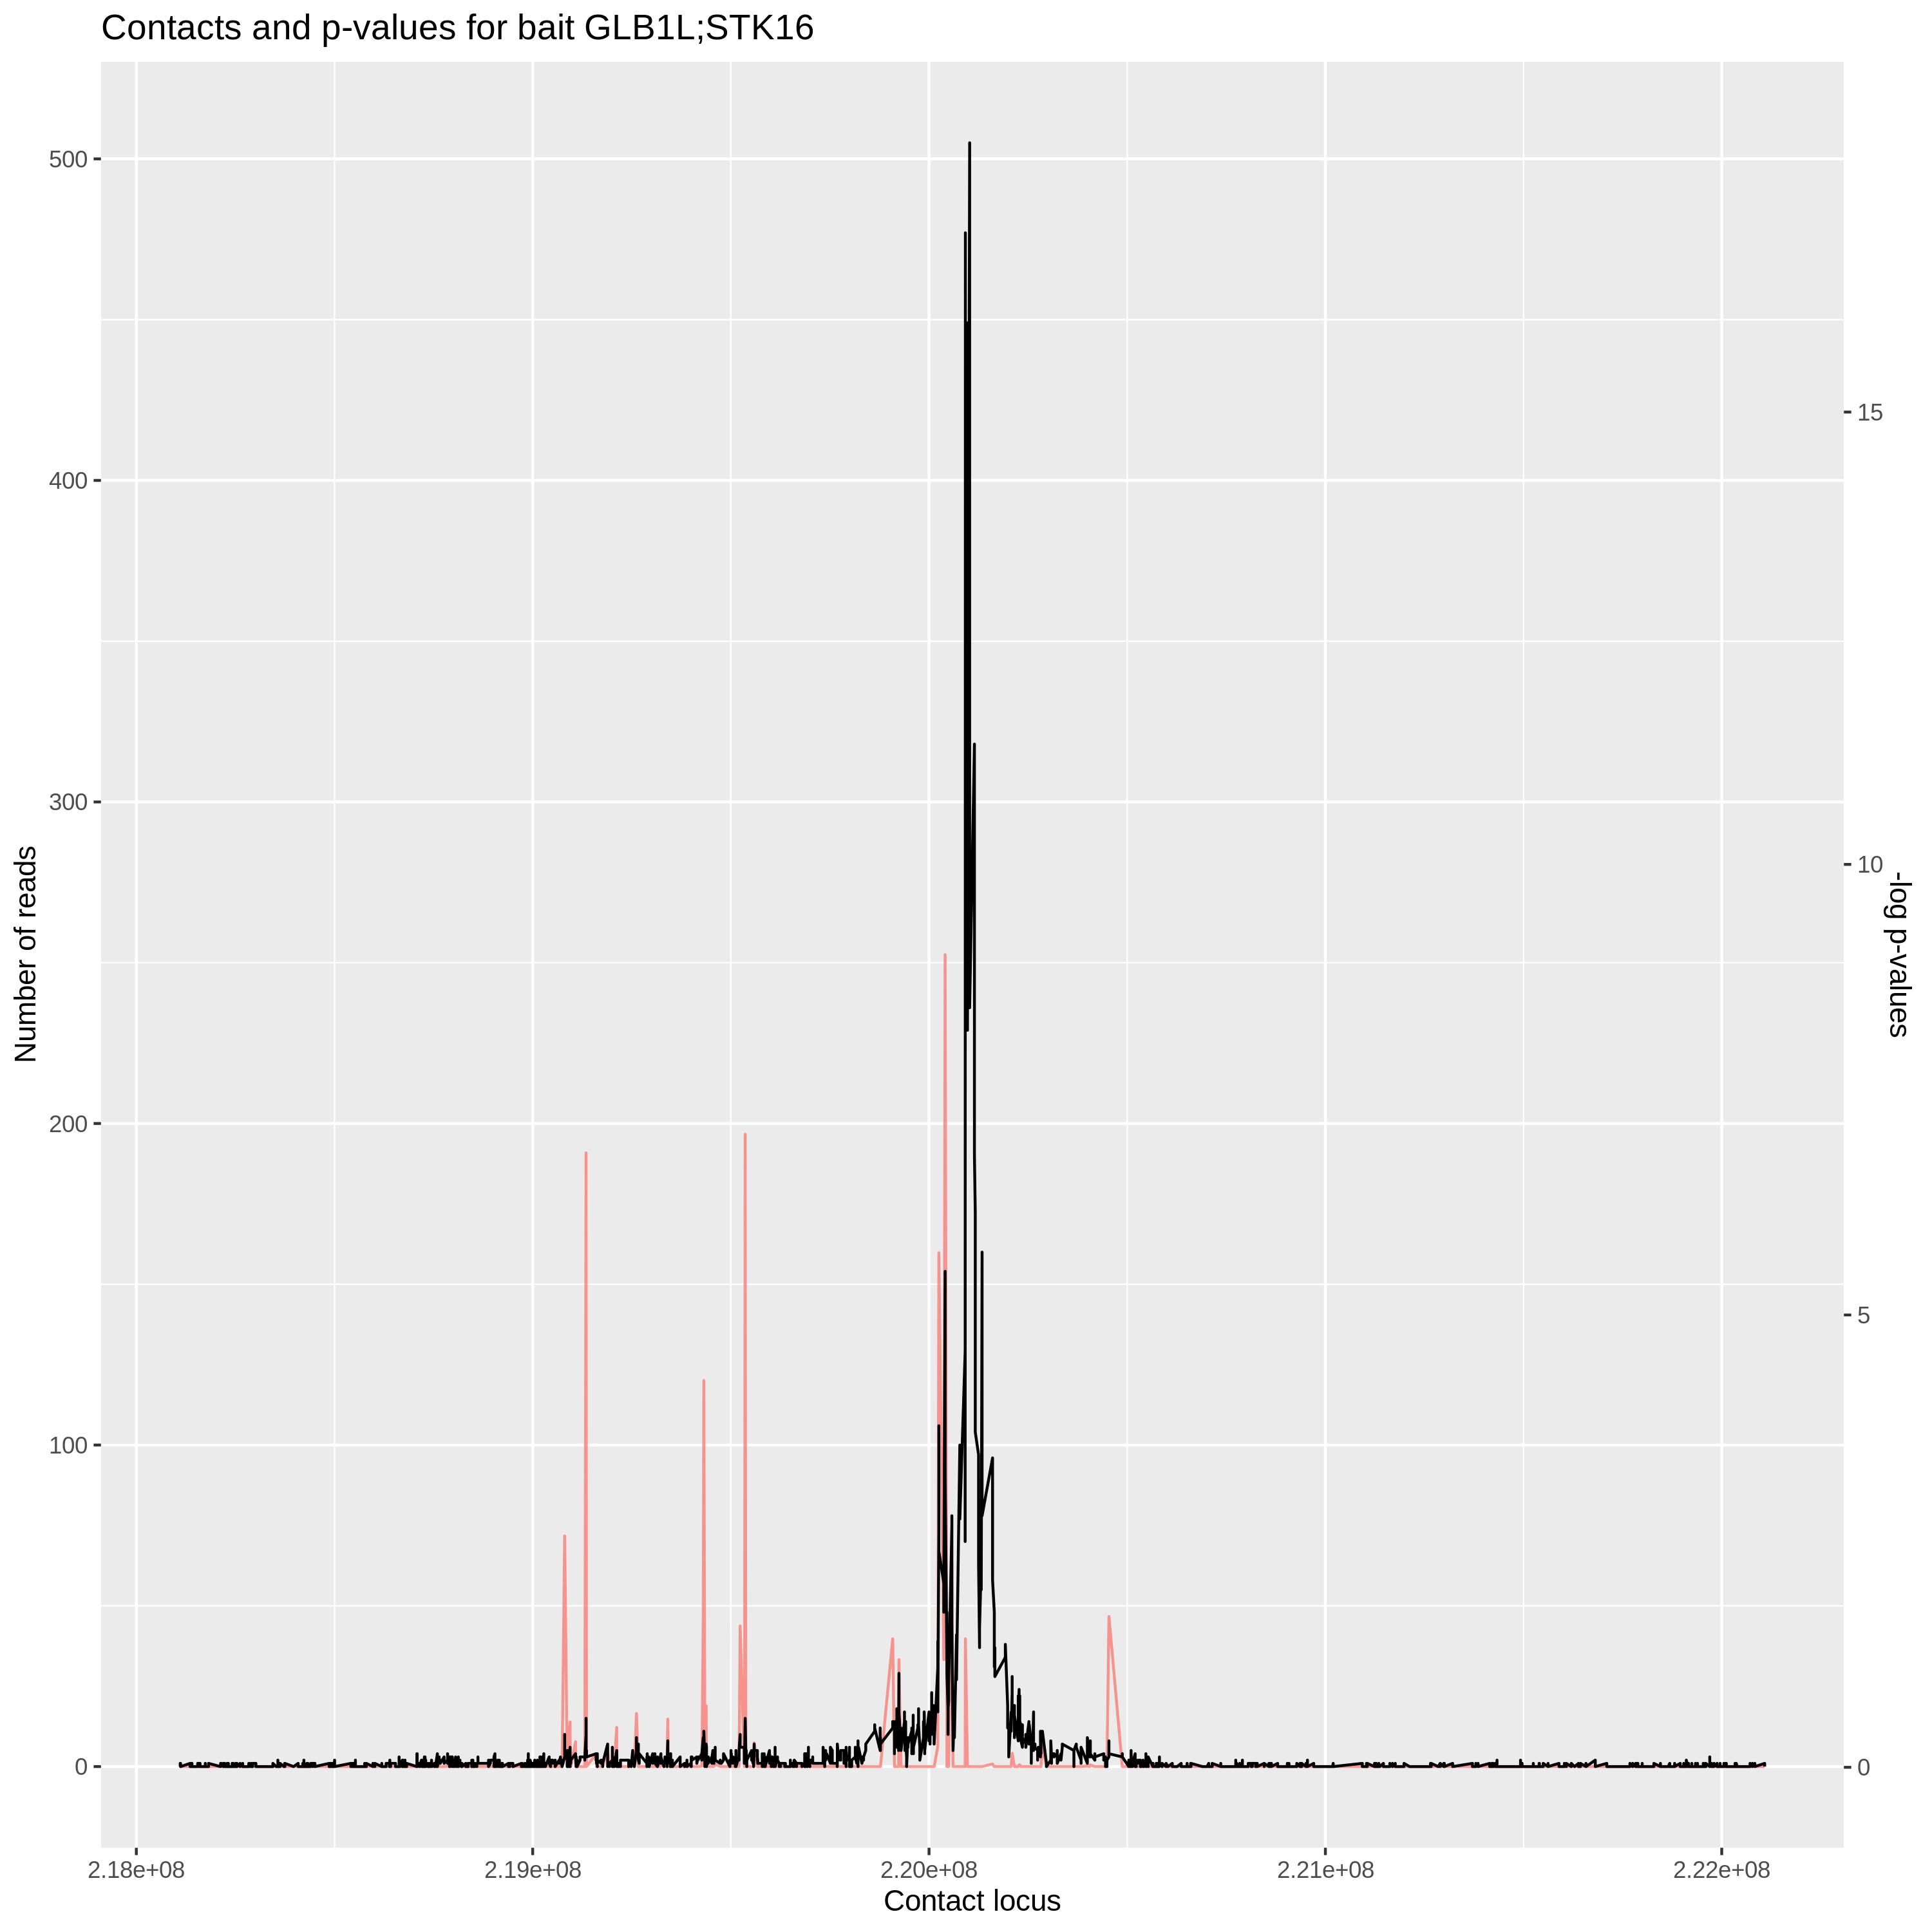 Contacts and p-values for bait GLB1L;STK16
500
400
300
200
100
0
Number of reads
15
10
5
0
-log p-values
2.18e+08 2.19e+08 2.20e+08 2.21e+08 2.22e+08
Contact locus